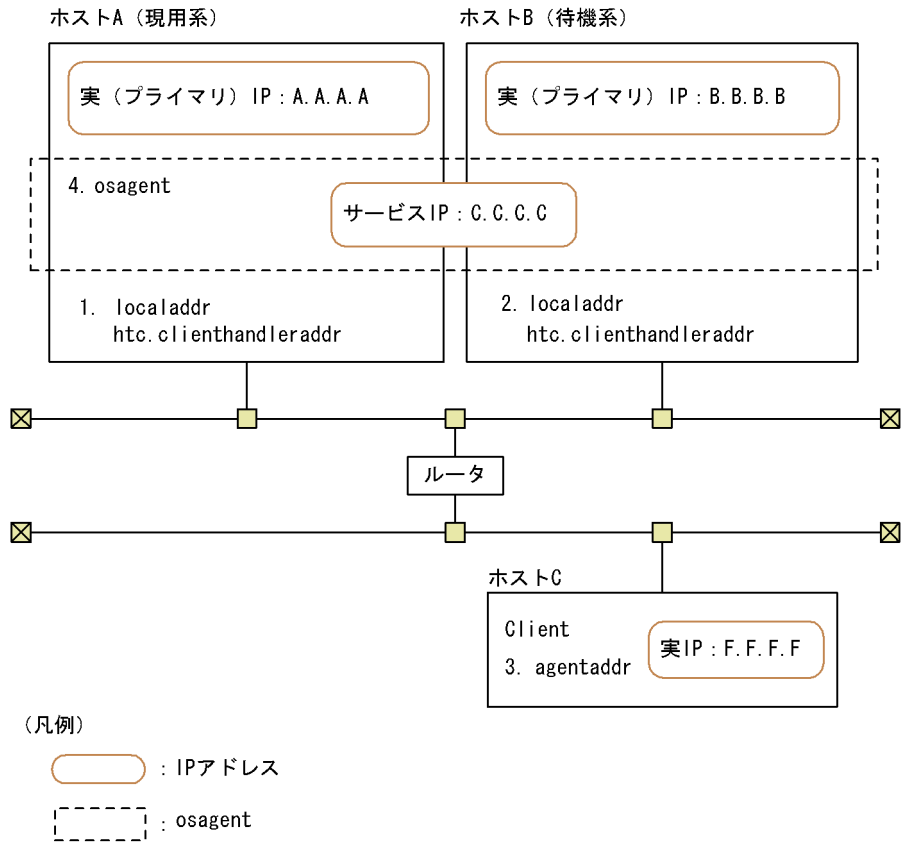 ホストA（現用系）
ホストB（待機系）
実（プライマリ）IP：A.A.A.A
実（プライマリ）IP：B.B.B.B
4. osagent
サービスIP：C.C.C.C
1. localaddr
htc.clienthandleraddr
2. localaddr
htc.clienthandleraddr
ルータ
ホストC
Client
3. agentaddr
実IP：F.F.F.F
（凡例）
：IPアドレス
：osagent